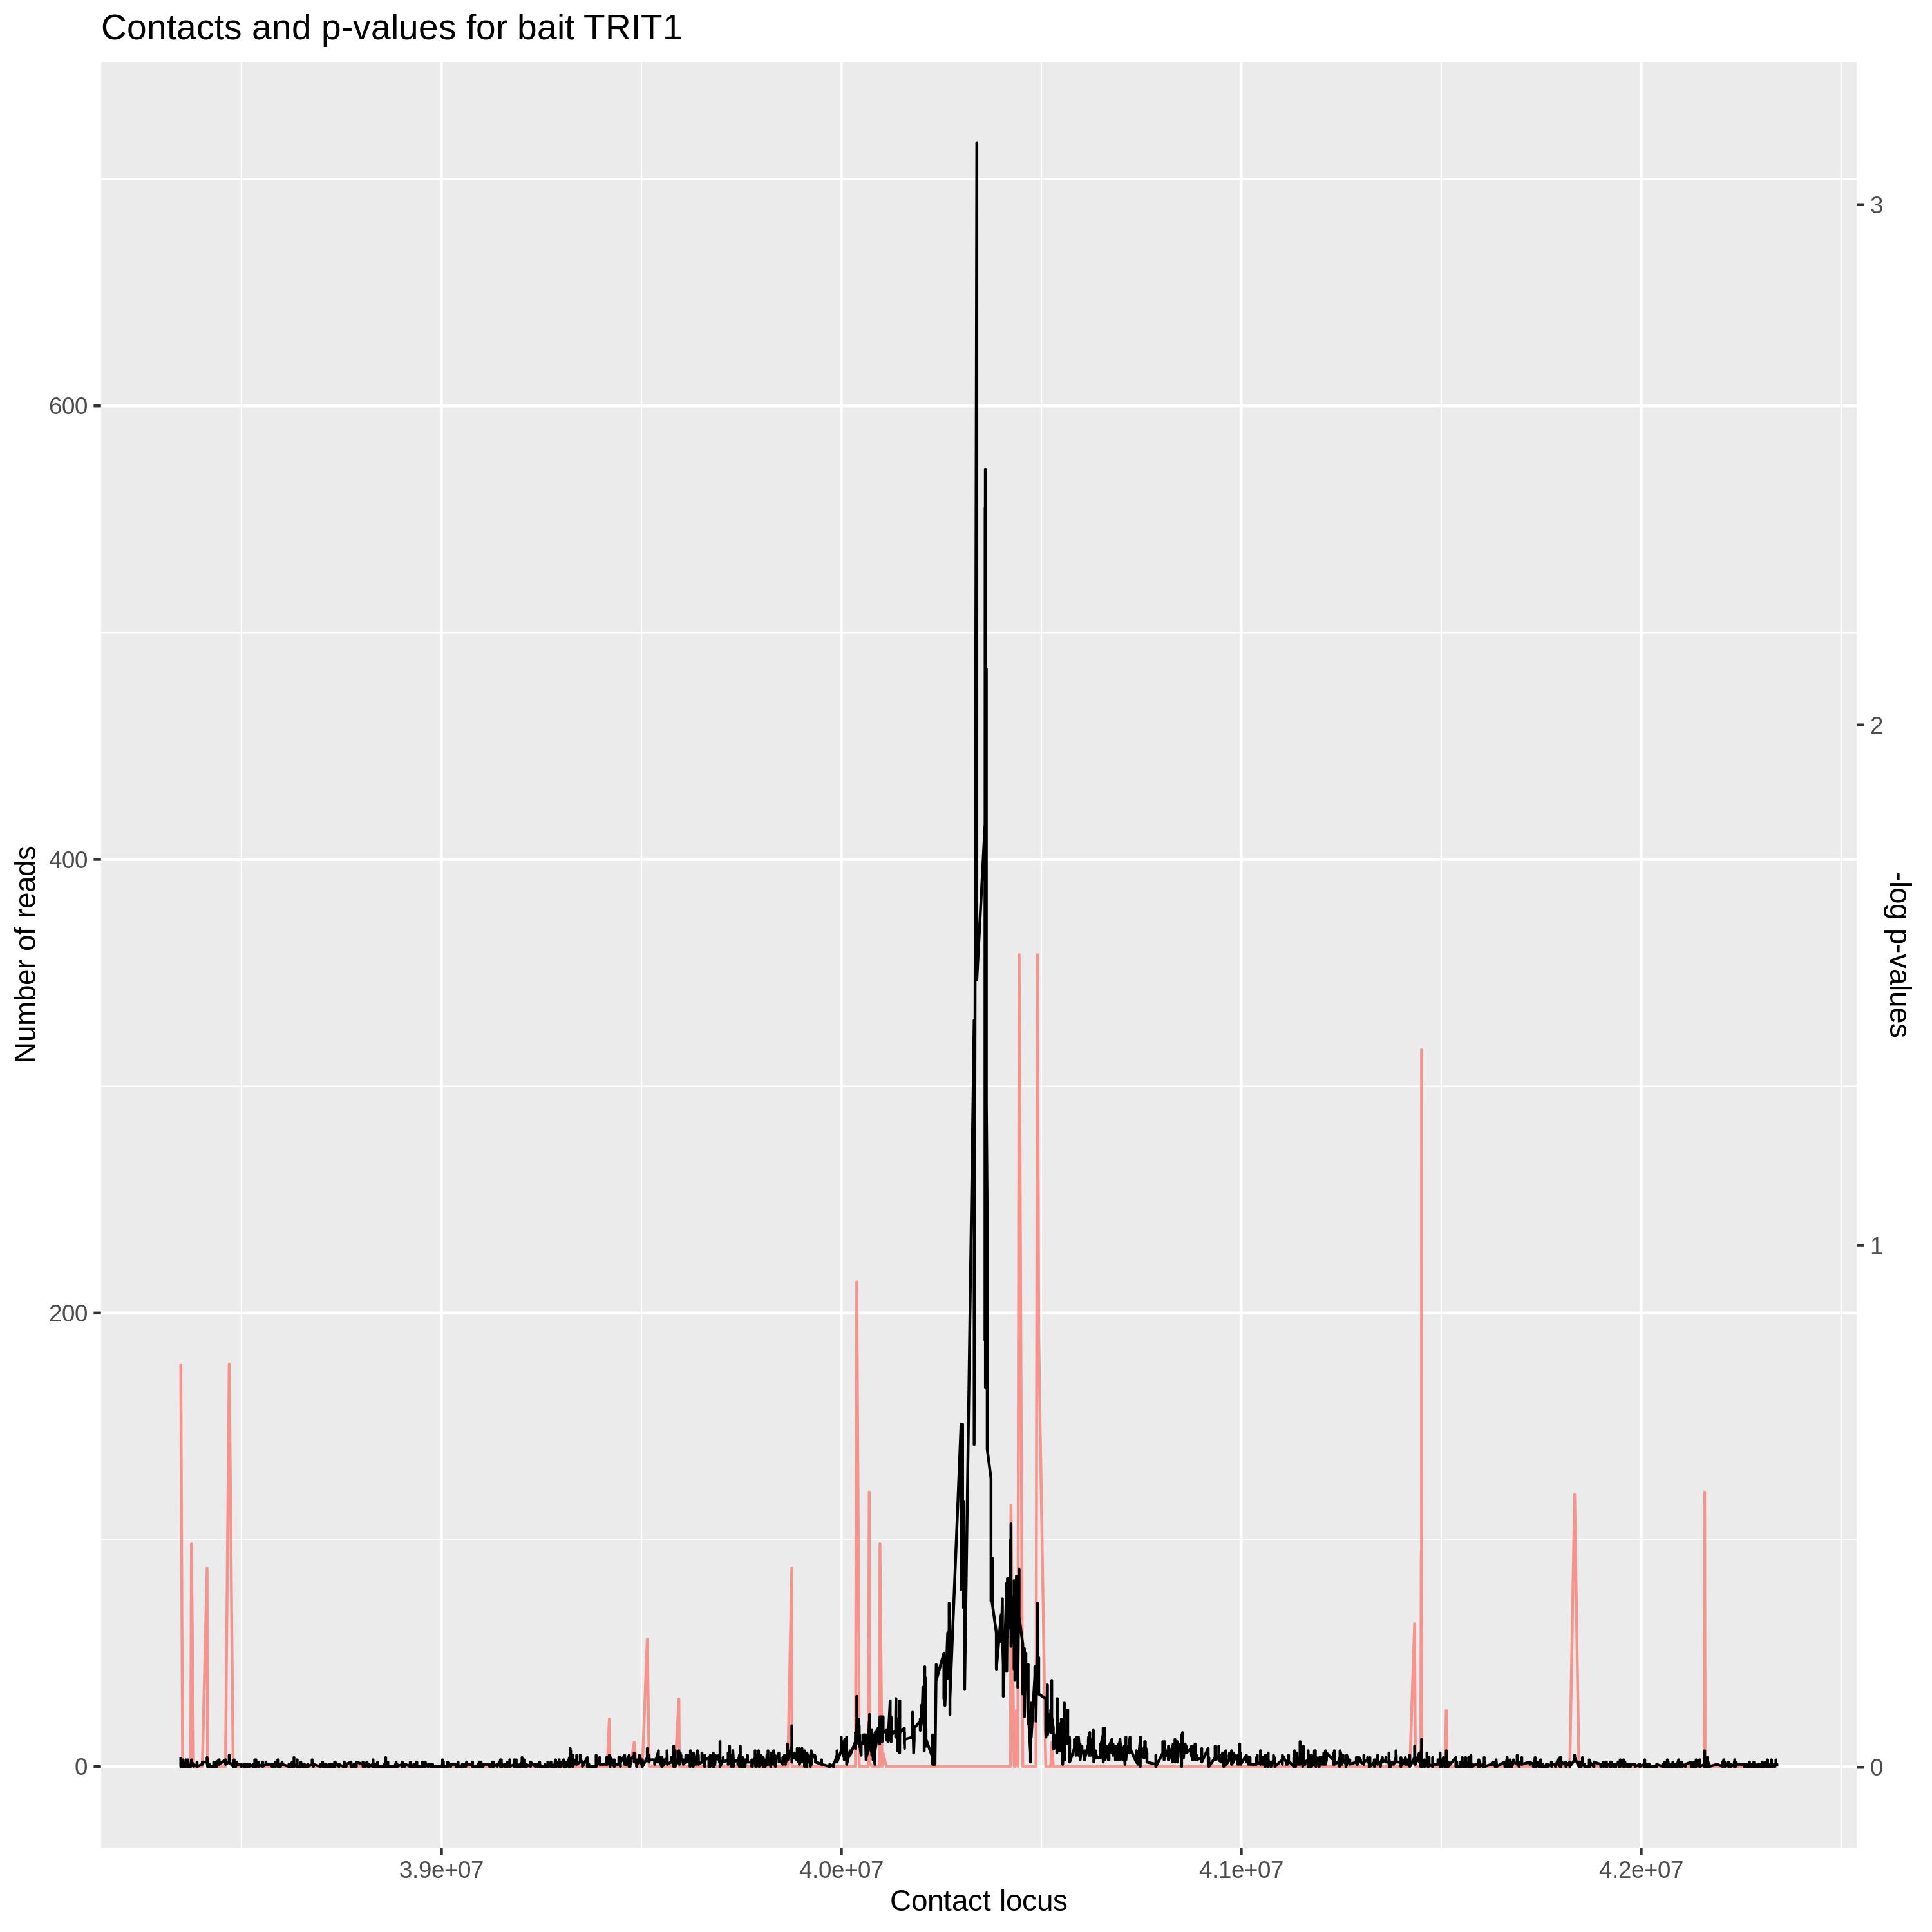 Contacts and p-values for bait TRIT1
Number of reads
600
400
200
0
3
2
1
0
-log p-values
3.9e+07 4.0e+07 4.1e+07 4.2e+07
Contact locus